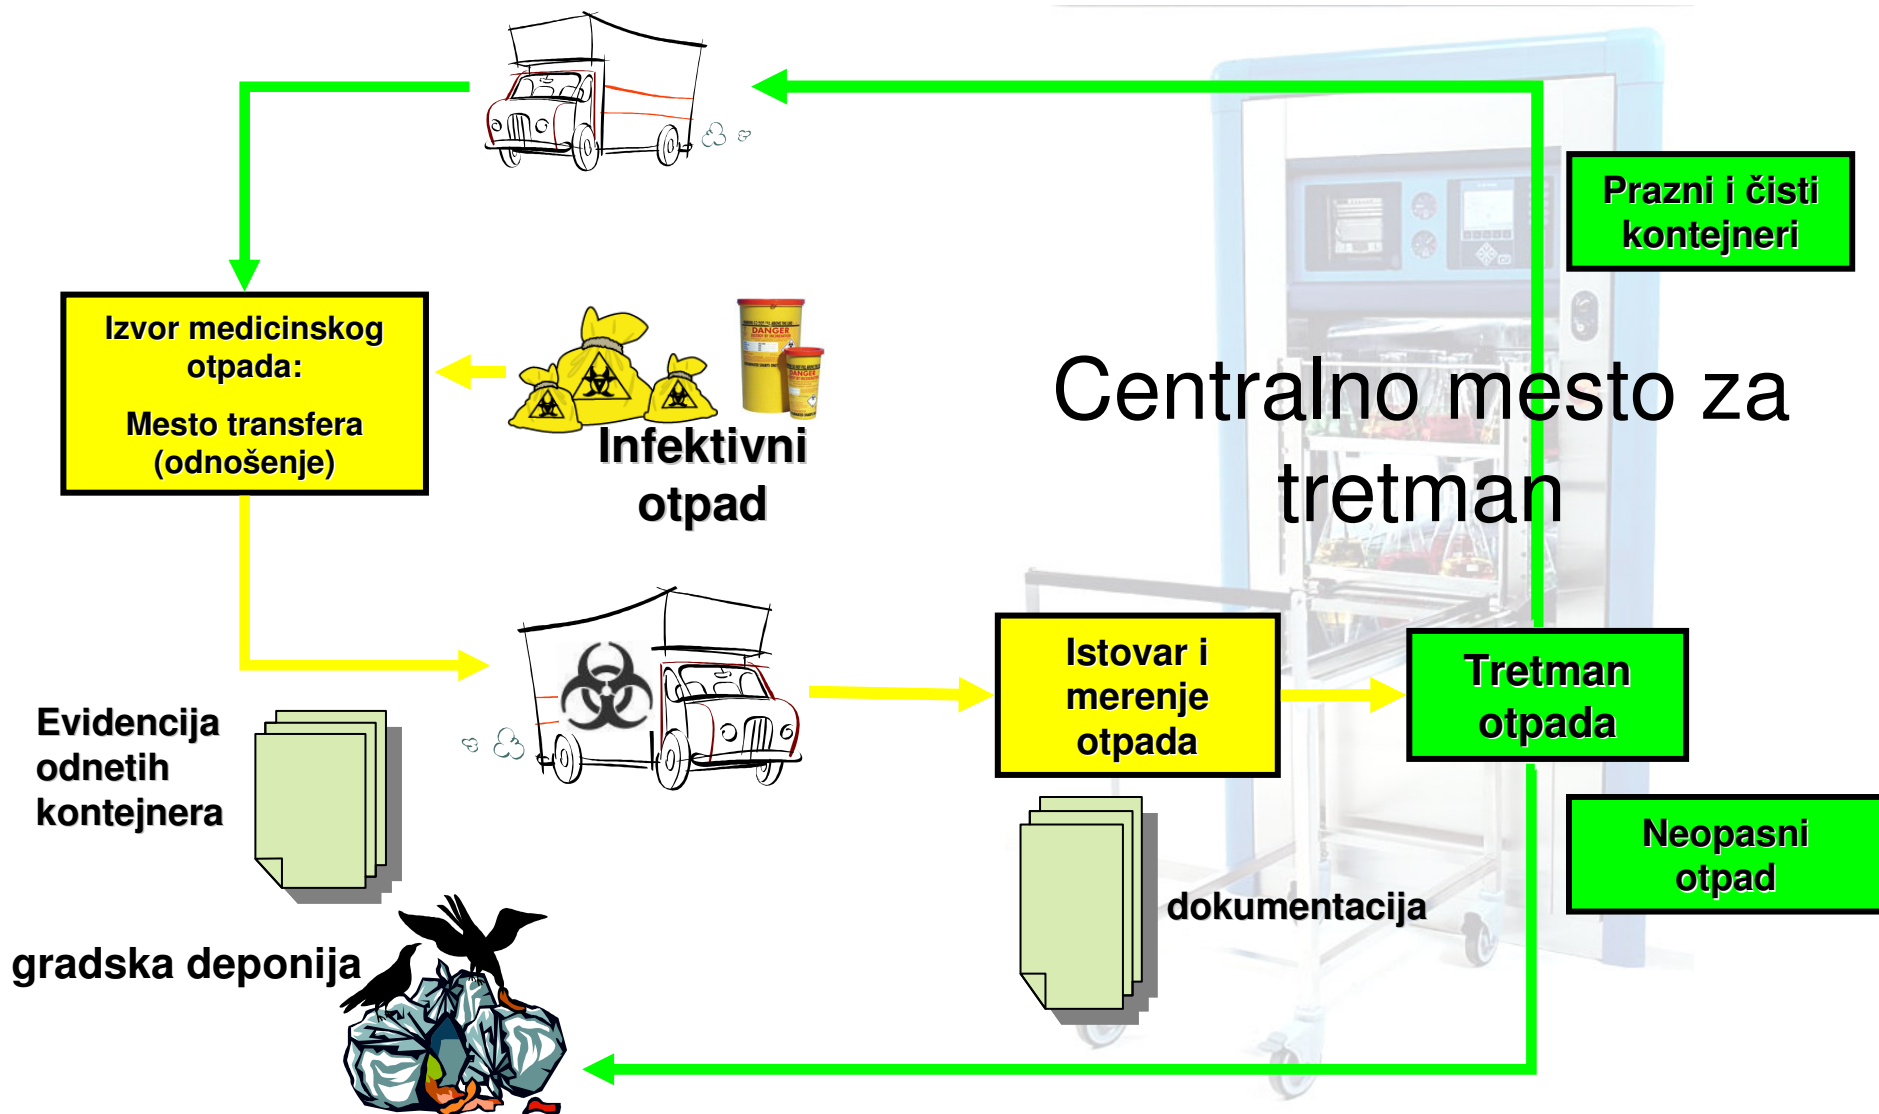 Prazni i čisti
kontejneri
Izvor medicinskog
otpada:
Mesto transfera
(odnošenje)
DANGER
DANGER
Infektivni
otpad
Centralno mesto za
tretman
Istovar i
merenje
otpada
Tretman
otpada
Evidencija
odnetih
kontejnera
Neopasni
otpad
dokumentacija
gradska deponija